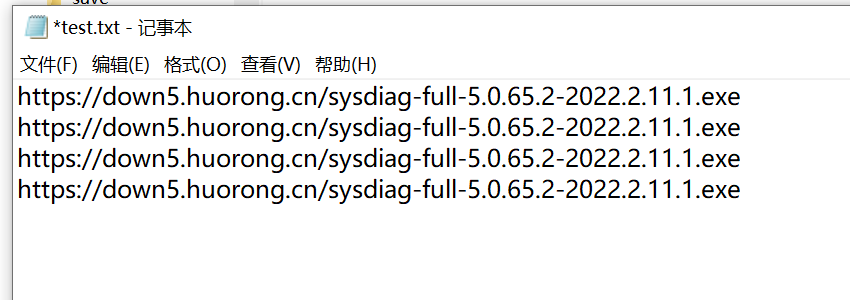 save
*test.txt - 记事本
文件(F) 编辑(E) 格式(O) 查看(V) 帮助(H)
https://down5.huorong.cn/sysdiag-full-5.0.65.2-2022.2.11.1.exe
https://down5.huorong.cn/sysdiag-full-5.0.65.2-2022.2.11.1.exe
https://down5.huorong.cn/sysdiag-full-5.0.65.2-2022.2.11.1.exe
https://down5.huorong.cn/sysdiag-full-5.0.65.2-2022.2.11.1.exe